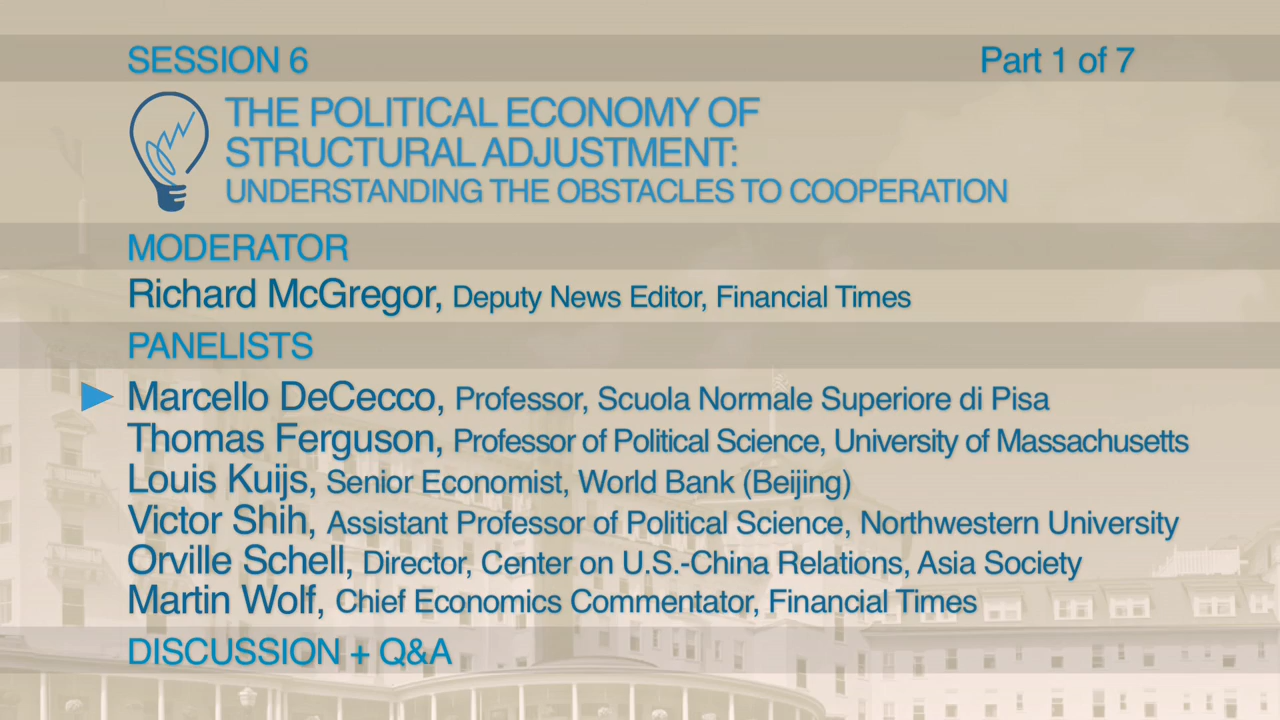 SESSION 6
Part 1 of 7
THE POLITICAL ECONOMY OF
STRUCTURAL ADJUSTMENT:
UNDERSTANDING THE OBSTACLES TO COOPERATION
MODERATOR
Richard McGregor, Deputy News Editor, Financial Times
PANELISTS
Marcello DeCecco, Professor, Scuola Normale Superiore di Pisa
Thomas Ferguson, Professor of Political Science, University of Massachusetts
Louis Kuijs, Senior Economist, World Bank (Beijing)
Victor Shih, Assistant Professor of Political Science, Northwestern University
Orville Schell, Director, Center on U.S.-China Relations, Asia Society
Martin Wolf, Chief Economics Commentator, Financial Times
DISCUSSION + Q&A